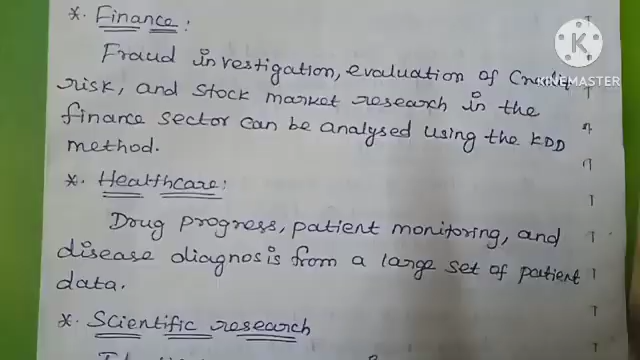 *. Finance:
Fraud investigation, evaluation of Credit
risk, and stock market research in the
finance sector can be analysed using the KDD
method.
*. Healthcare:
Drug progress, patient monitoring, and
disease diagnosis from a large set of patient
data.
*. Scientific research
K
KINEMASTER